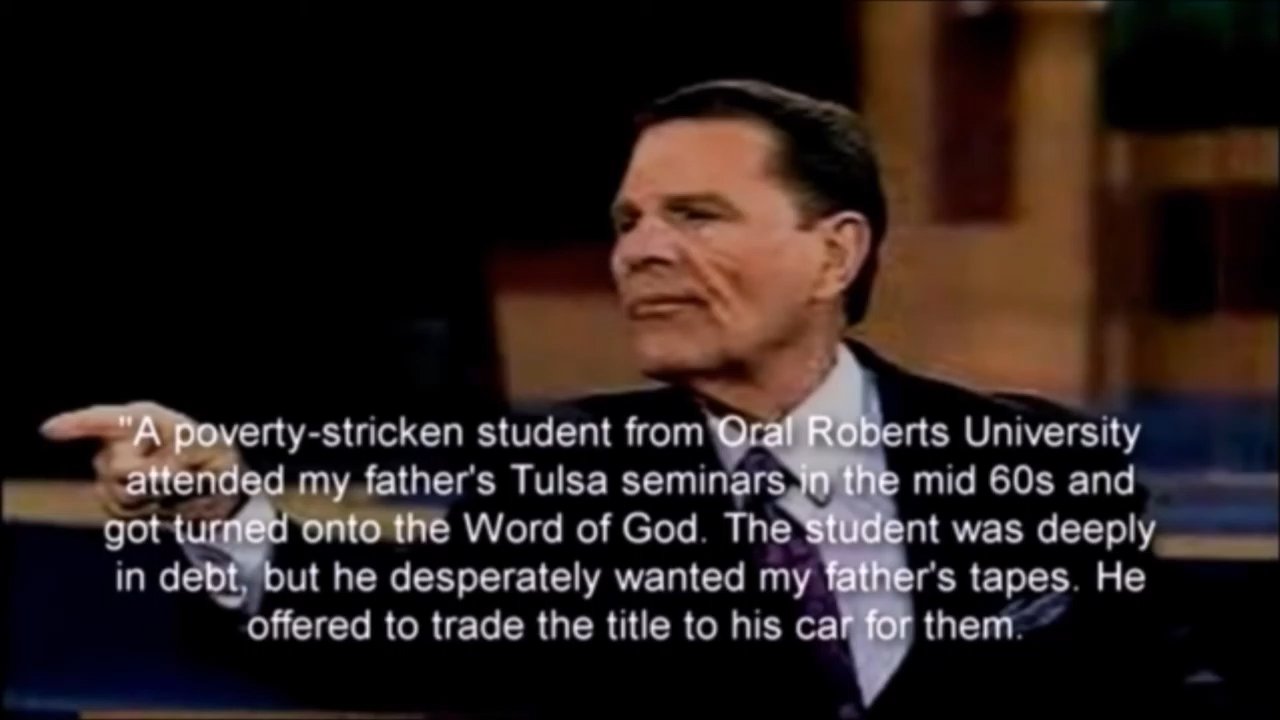 "A poverty-stricken student from Oral Roberts University
attended my father's Tulsa seminars in the mid 60s and
got turned onto the Word of God. The student was deeply
in debt, but he desperately wanted my father's tapes. He
offered to trade the title to his car for them.